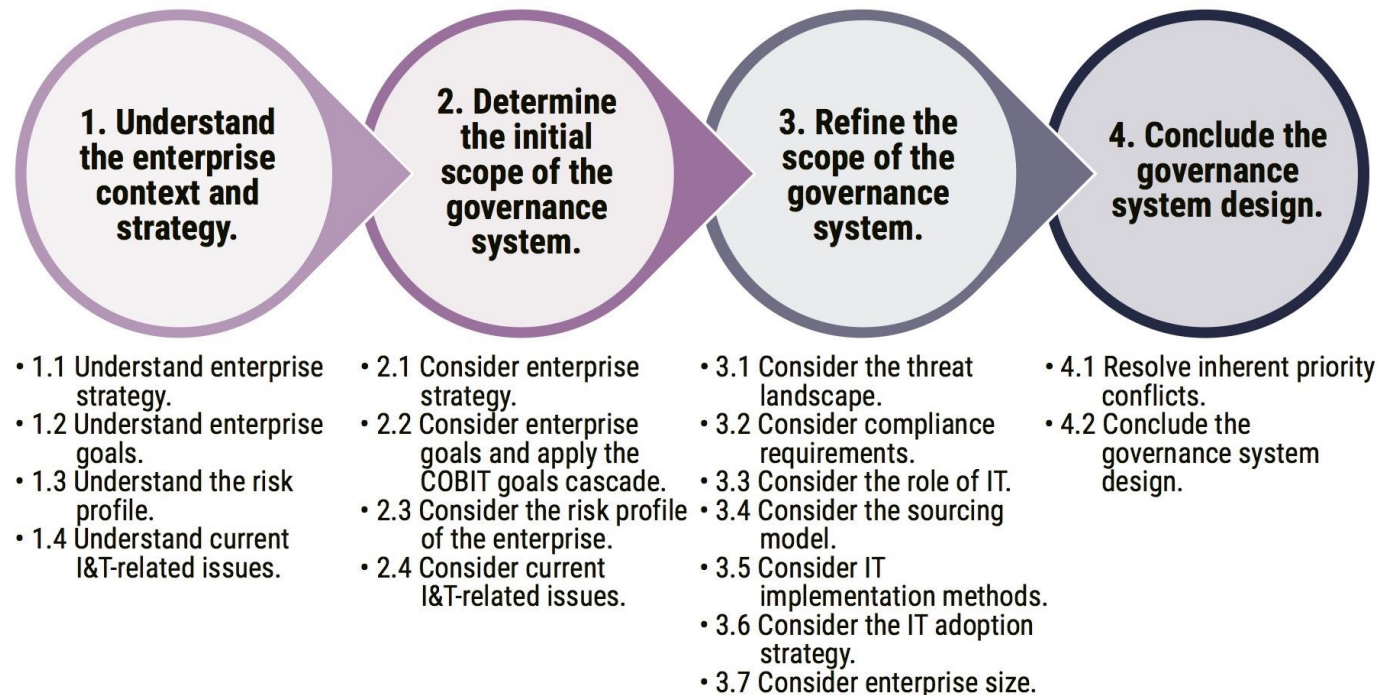 1. Understand
the enterprise
context and
strategy.
2. Determine
the initial
scope of the
governance
system.
3. Refine the
scope of the
governance
system.
4. Conclude the
governance
system design.
• 1.1 Understand enterprise
strategy.
• 1.2 Understand enterprise
goals.
• 1.3 Understand the risk
profile.
• 1.4 Understand current
I&T-related issues.
• 2.1 Consider enterprise
strategy.
• 2.2 Consider enterprise
goals and apply the
COBIT goals cascade.
• 2.3 Consider the risk profile
of the enterprise.
• 2.4 Consider current
I&T-related issues.
• 3.1 Consider the threat
landscape.
• 3.2 Consider compliance
requirements.
• 3.3 Consider the role of IT.
• 3.4 Consider the sourcing
model.
• 3.5 Consider IT
implementation methods.
• 3.6 Consider the IT adoption
strategy.
• 3.7 Consider enterprise size.
• 4.1 Resolve inherent priority
conflicts.
• 4.2 Conclude the
governance system
design.